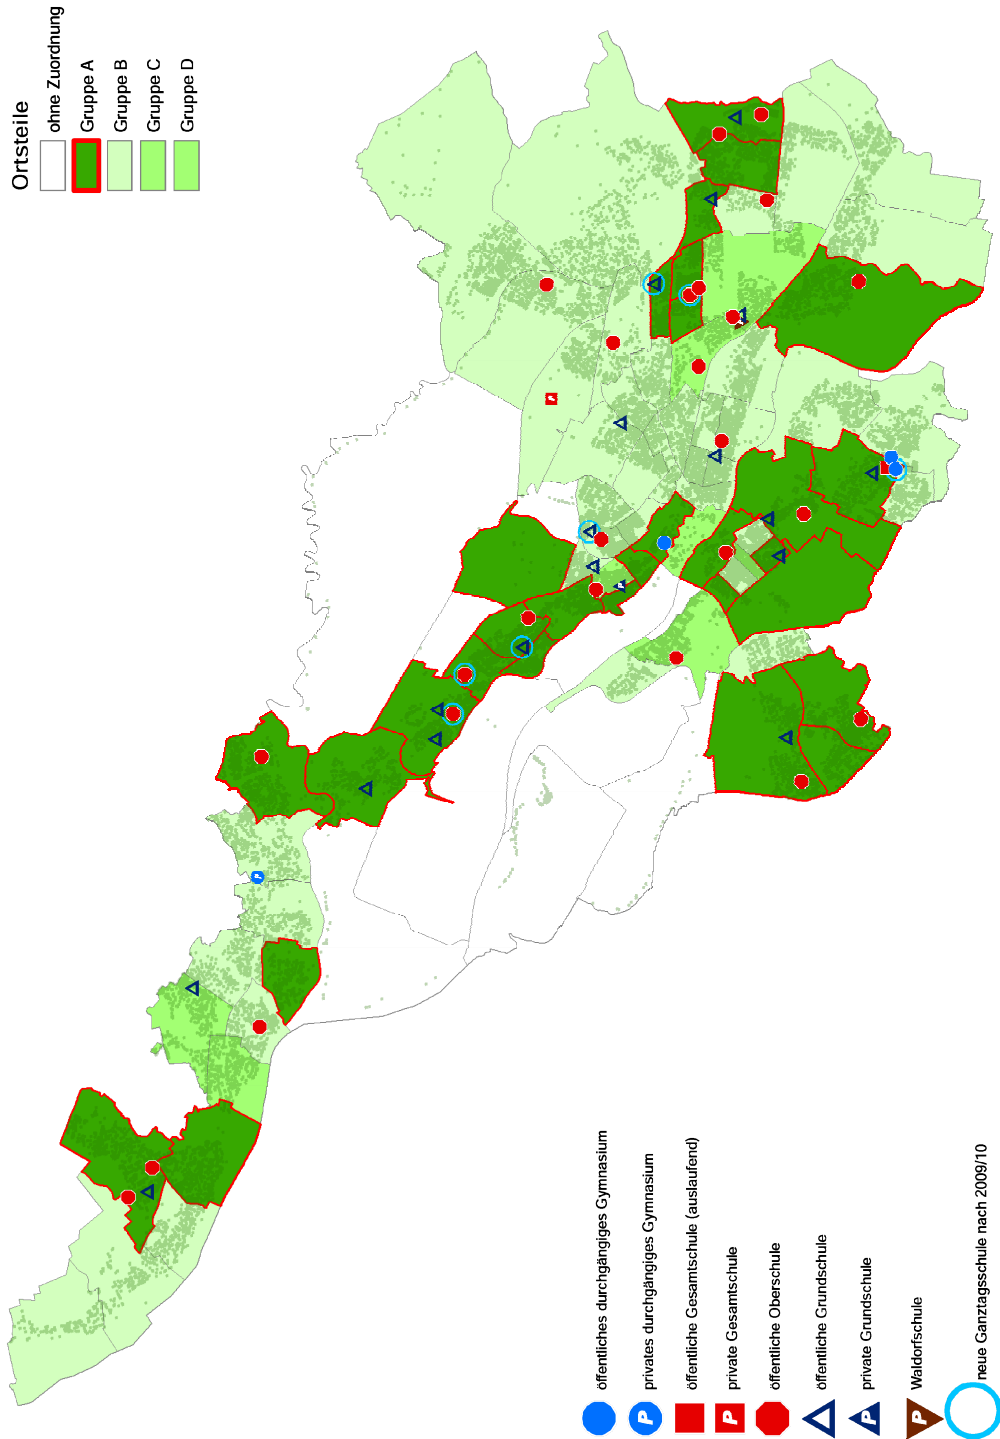 Ortsteile
ohne Zuordnung
Gruppe A
Gruppe B
Gruppe C
Gruppe D
P
P
P
öffentliches durchgängiges Gymnasium
P privates durchgängiges Gymnasium
öffentliche Gesamtschule (auslaufend)
P private Gesamtschule
öffentliche Oberschule
öffentliche Grundschule
P private Grundschule
P Waldorfschule
neue Ganztagsschule nach 2009/10